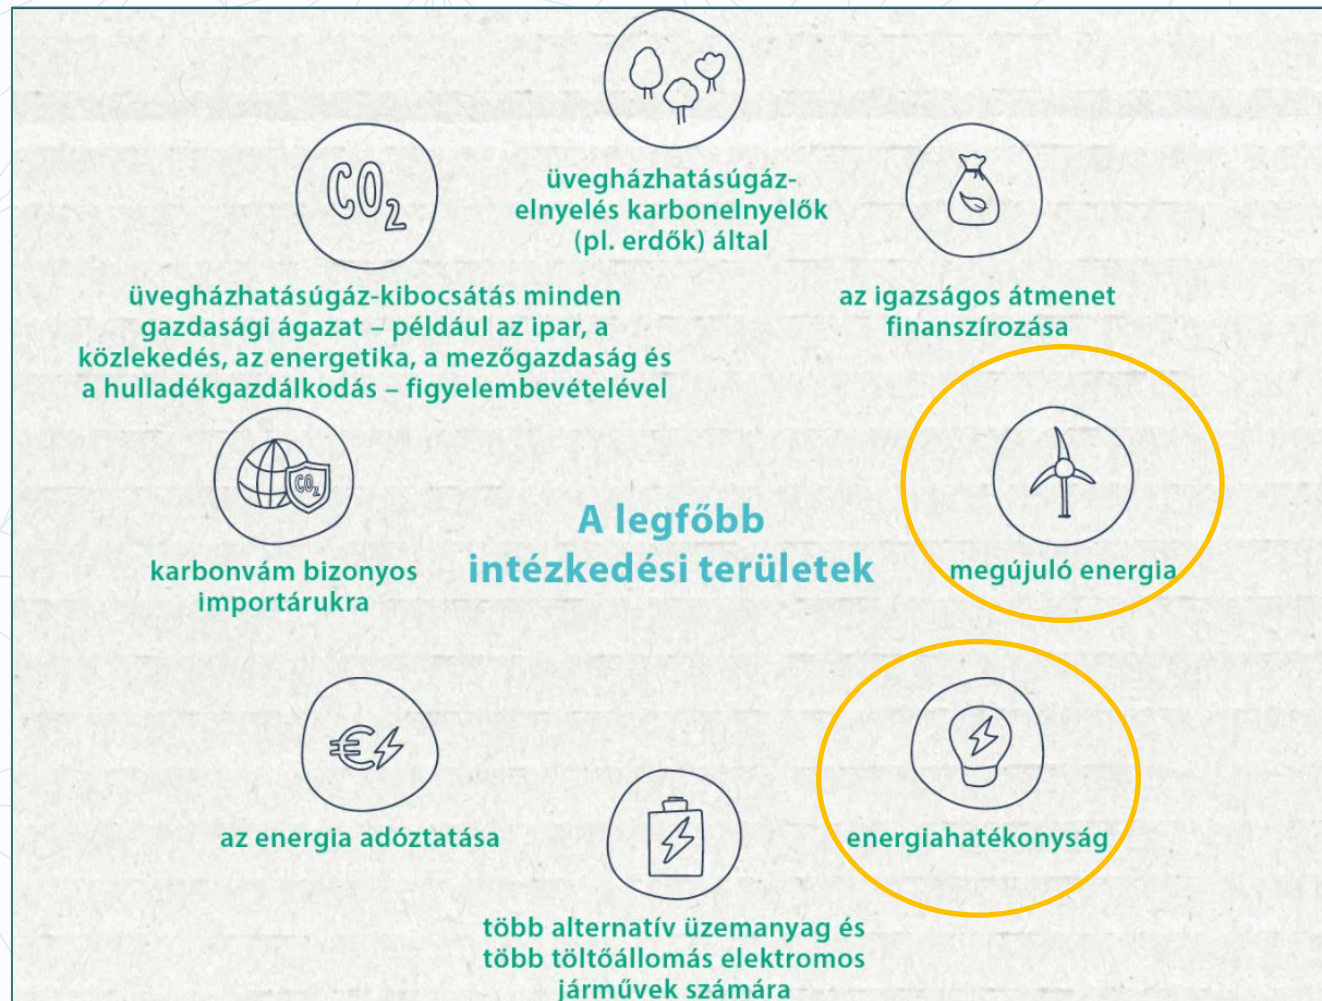 üvegházhatásúgáz-
elnyelés karbonelnyelők
(pl. erdők) által
CO2
üvegházhatásúgáz-kibocsátás minden
gazdasági ágazat – például az ipar, a
közlekedés, az energetika, a mezőgazdaság és
a hulladékgazdálkodás – figyelembevételével
az igazságos átmenet
finanszírozása
CO2
karbonvám bizonyos
importárukra
A legfőbb
intézkedési területek
megújuló energia
€
az energia adóztatása
energiahatékonyság
több alternatív üzemanyag és
több töltőállomás elektromos
járművek számára